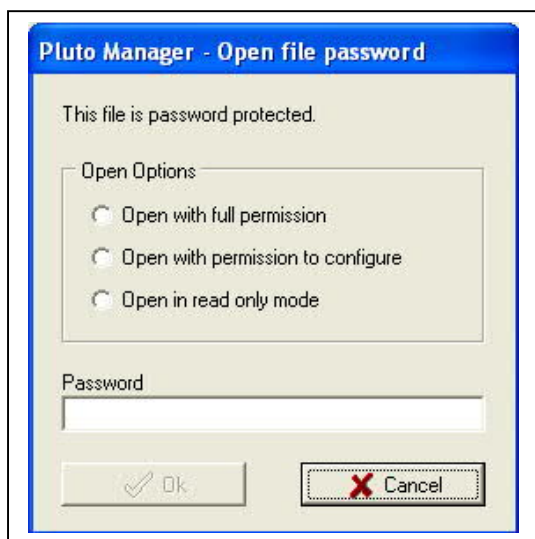 Pluto Manager - Open file password
This file is password protected.
Open Options
Open with full permission
Open with permission to configure
Open in read only mode
Password
Ok
Cancel